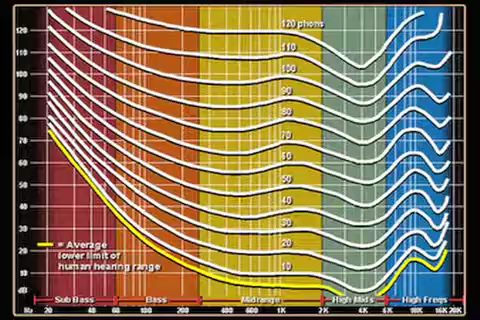 120 phons
120
110
110
100
100
90
90
80
80
70
70
60
60
50
50
40
40
30
30
20
20
10
10
dB
= Average
lower limit of
human hearing range
Sub Bass
Bass
Midrange
High Mids
High Freqs
Hz 20 40 60 100 200 400 600 1K 2K 4K 6K 10K 16K 20K